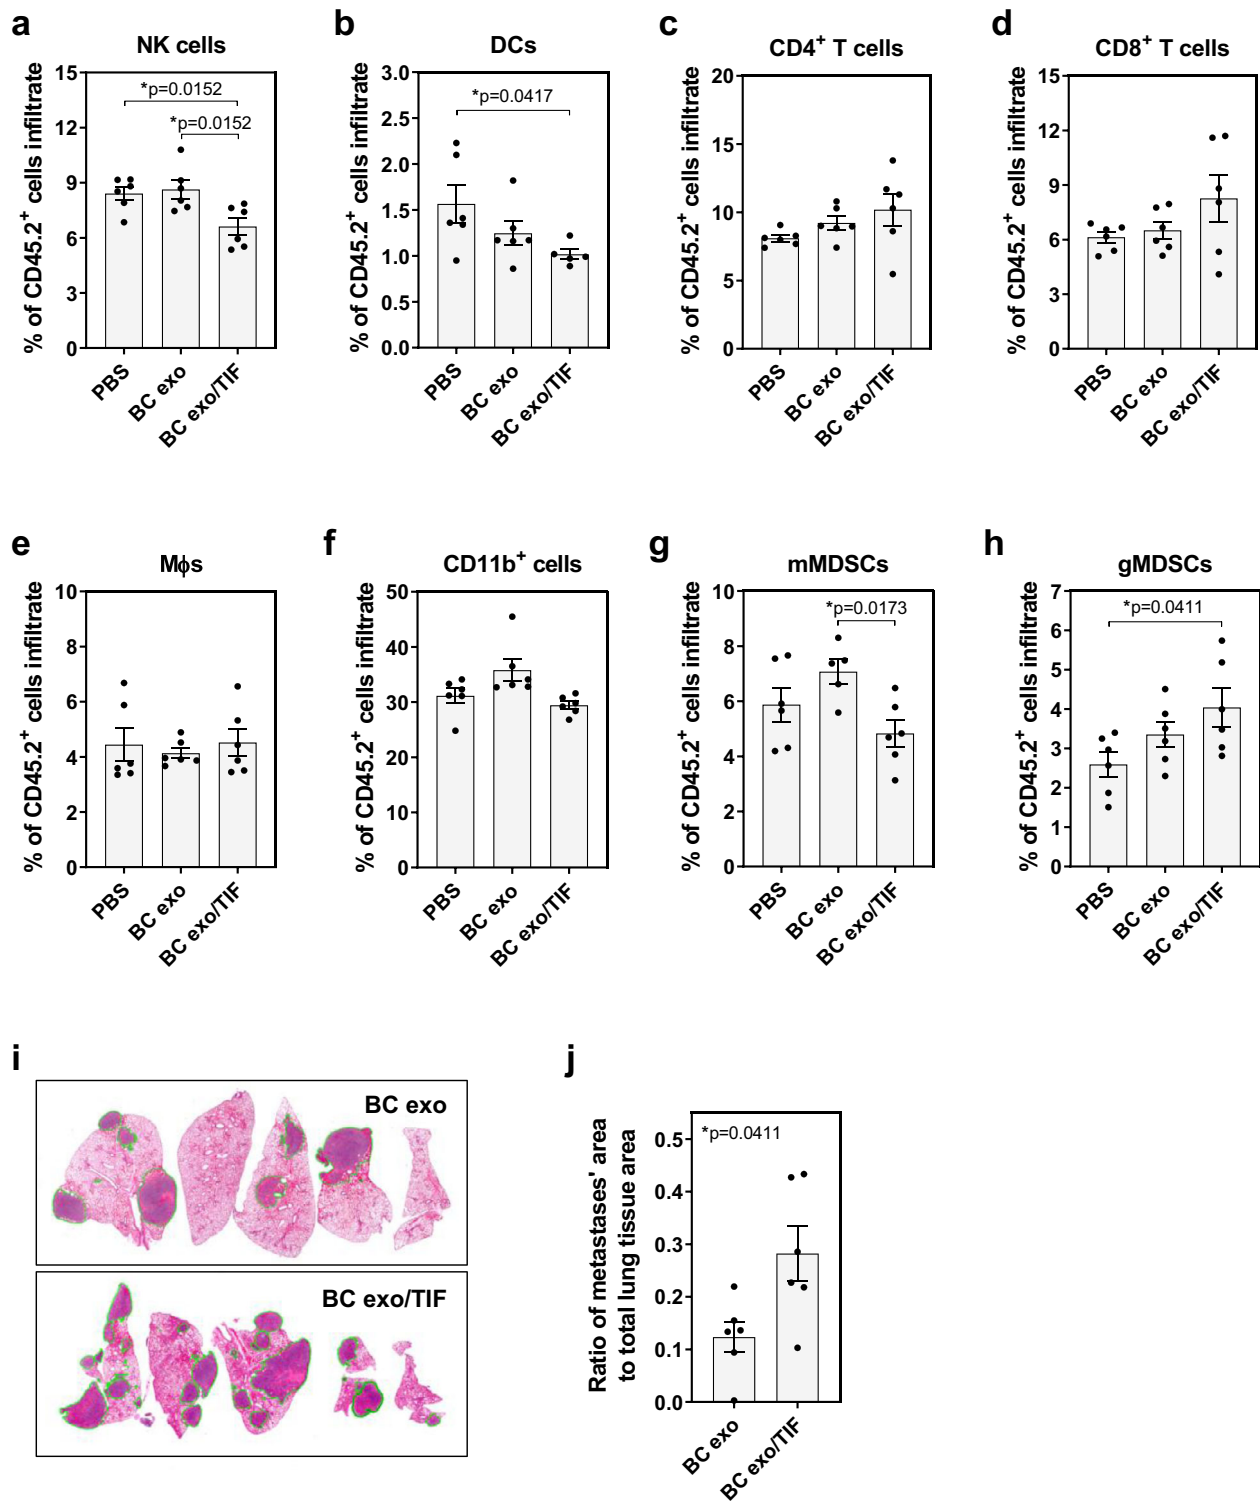 a
NK cells
% of CD45.2+ cells infiltrate
15
12
9
6
3
0
*p=0.0152
*p=0.0152
PBS
BC exo
BC exo/TIF
b
DCs
% of CD45.2+ cells infiltrate
3.0
2.5
2.0
1.5
1.0
0.5
0.0
*p=0.0417
PBS
BC exo
BC exo/TIF
c
CD4+ T cells
% of CD45.2+ cells infiltrate
20
15
10
5
0
PBS
BC exo
BC exo/TIF
d
CD8+ T cells
% of CD45.2+ cells infiltrate
15
12
9
6
3
0
PBS
BC exo
BC exo/TIF
e
Mϕs
% of CD45.2+ cells infiltrate
10
8
6
4
2
0
PBS
BC exo
BC exo/TIF
f
CD11b+ cells
% of CD45.2+ cells infiltrate
50
40
30
20
10
0
PBS
BC exo
BC exo/TIF
g
mMDSCs
% of CD45.2+ cells infiltrate
10
8
6
4
2
0
*p=0.0173
PBS
BC exo
BC exo/TIF
h
gMDSCs
% of CD45.2+ cells infiltrate
7
6
5
4
3
2
1
0
*p=0.0411
PBS
BC exo
BC exo/TIF
i
BC exo
BC exo/TIF
j
Ratio of metastases' area
to total lung tissue area
0.5
0.4
0.3
0.2
0.1
0.0
*p=0.0411
BC exo
BC exo/TIF